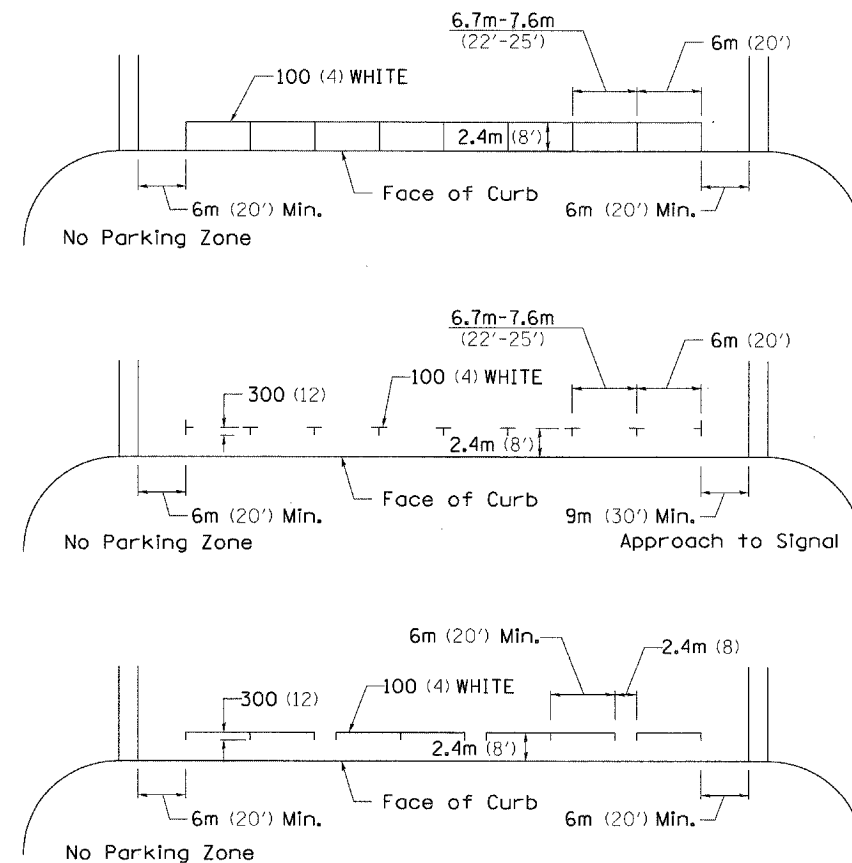 6.7m-7.6m
(22'-25')
6m (20')
100 (4) WHITE
2.4m (8')
Face of Curb
6m (20') Min.
6m (20') Min.
No Parking Zone
6.7m-7.6m
(22'-25')
6m (20')
100 (4) WHITE
300 (12)
2.4m (8')
Face of Curb
6m (20') Min.
9m (30') Min.
No Parking Zone
Approach to Signal
6m (20') Min.
2.4m (8)
300 (12)
100 (4) WHITE
2.4m (8')
Face of Curb
6m (20') Min.
6m (20') Min.
No Parking Zone